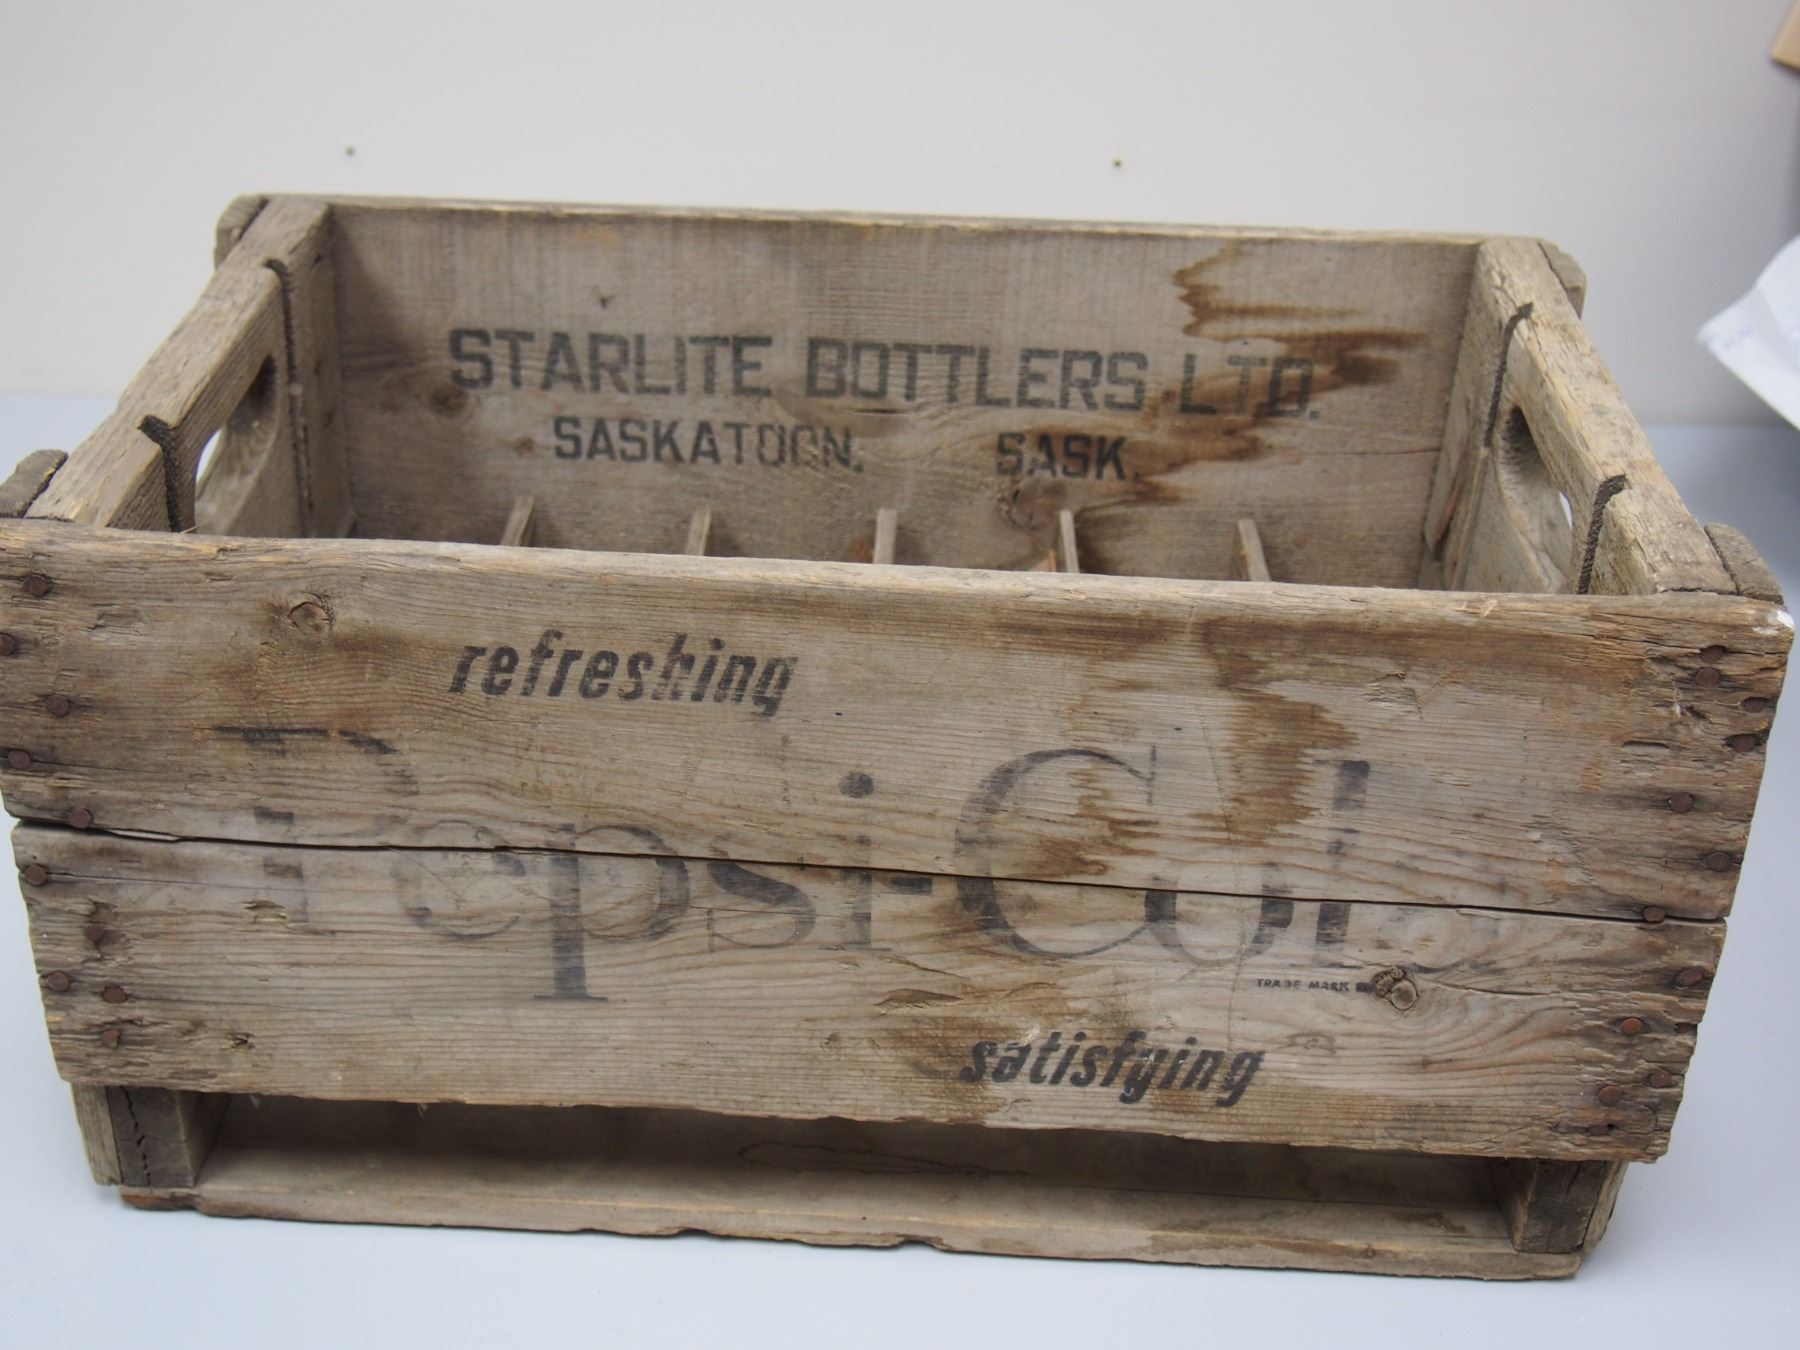 STARLITE BOTTLERS LTD.
SASKATOON. SASK.
refreshing
Pepsi-Cola
TRADE MARK
satisfying